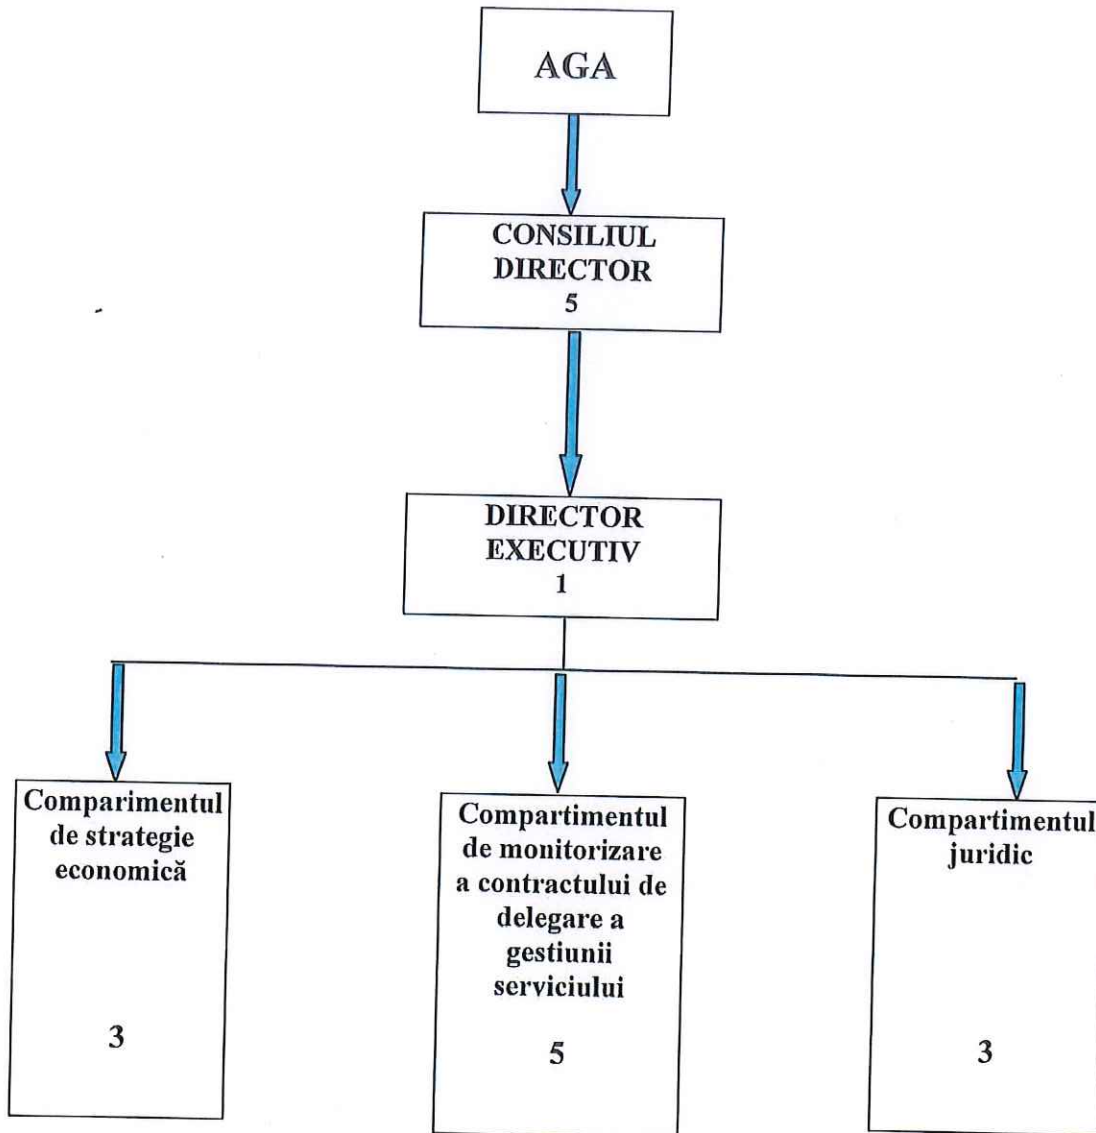 AGA
CONSILIUL
DIRECTOR
5
DIRECTOR
EXECUTIV
1
Comparimentul
de strategie
economică
3
Compartimentul
de monitorizare
a contractului de
delegare a
gestiunii
serviciului
5
Compartimentul
juridic
3